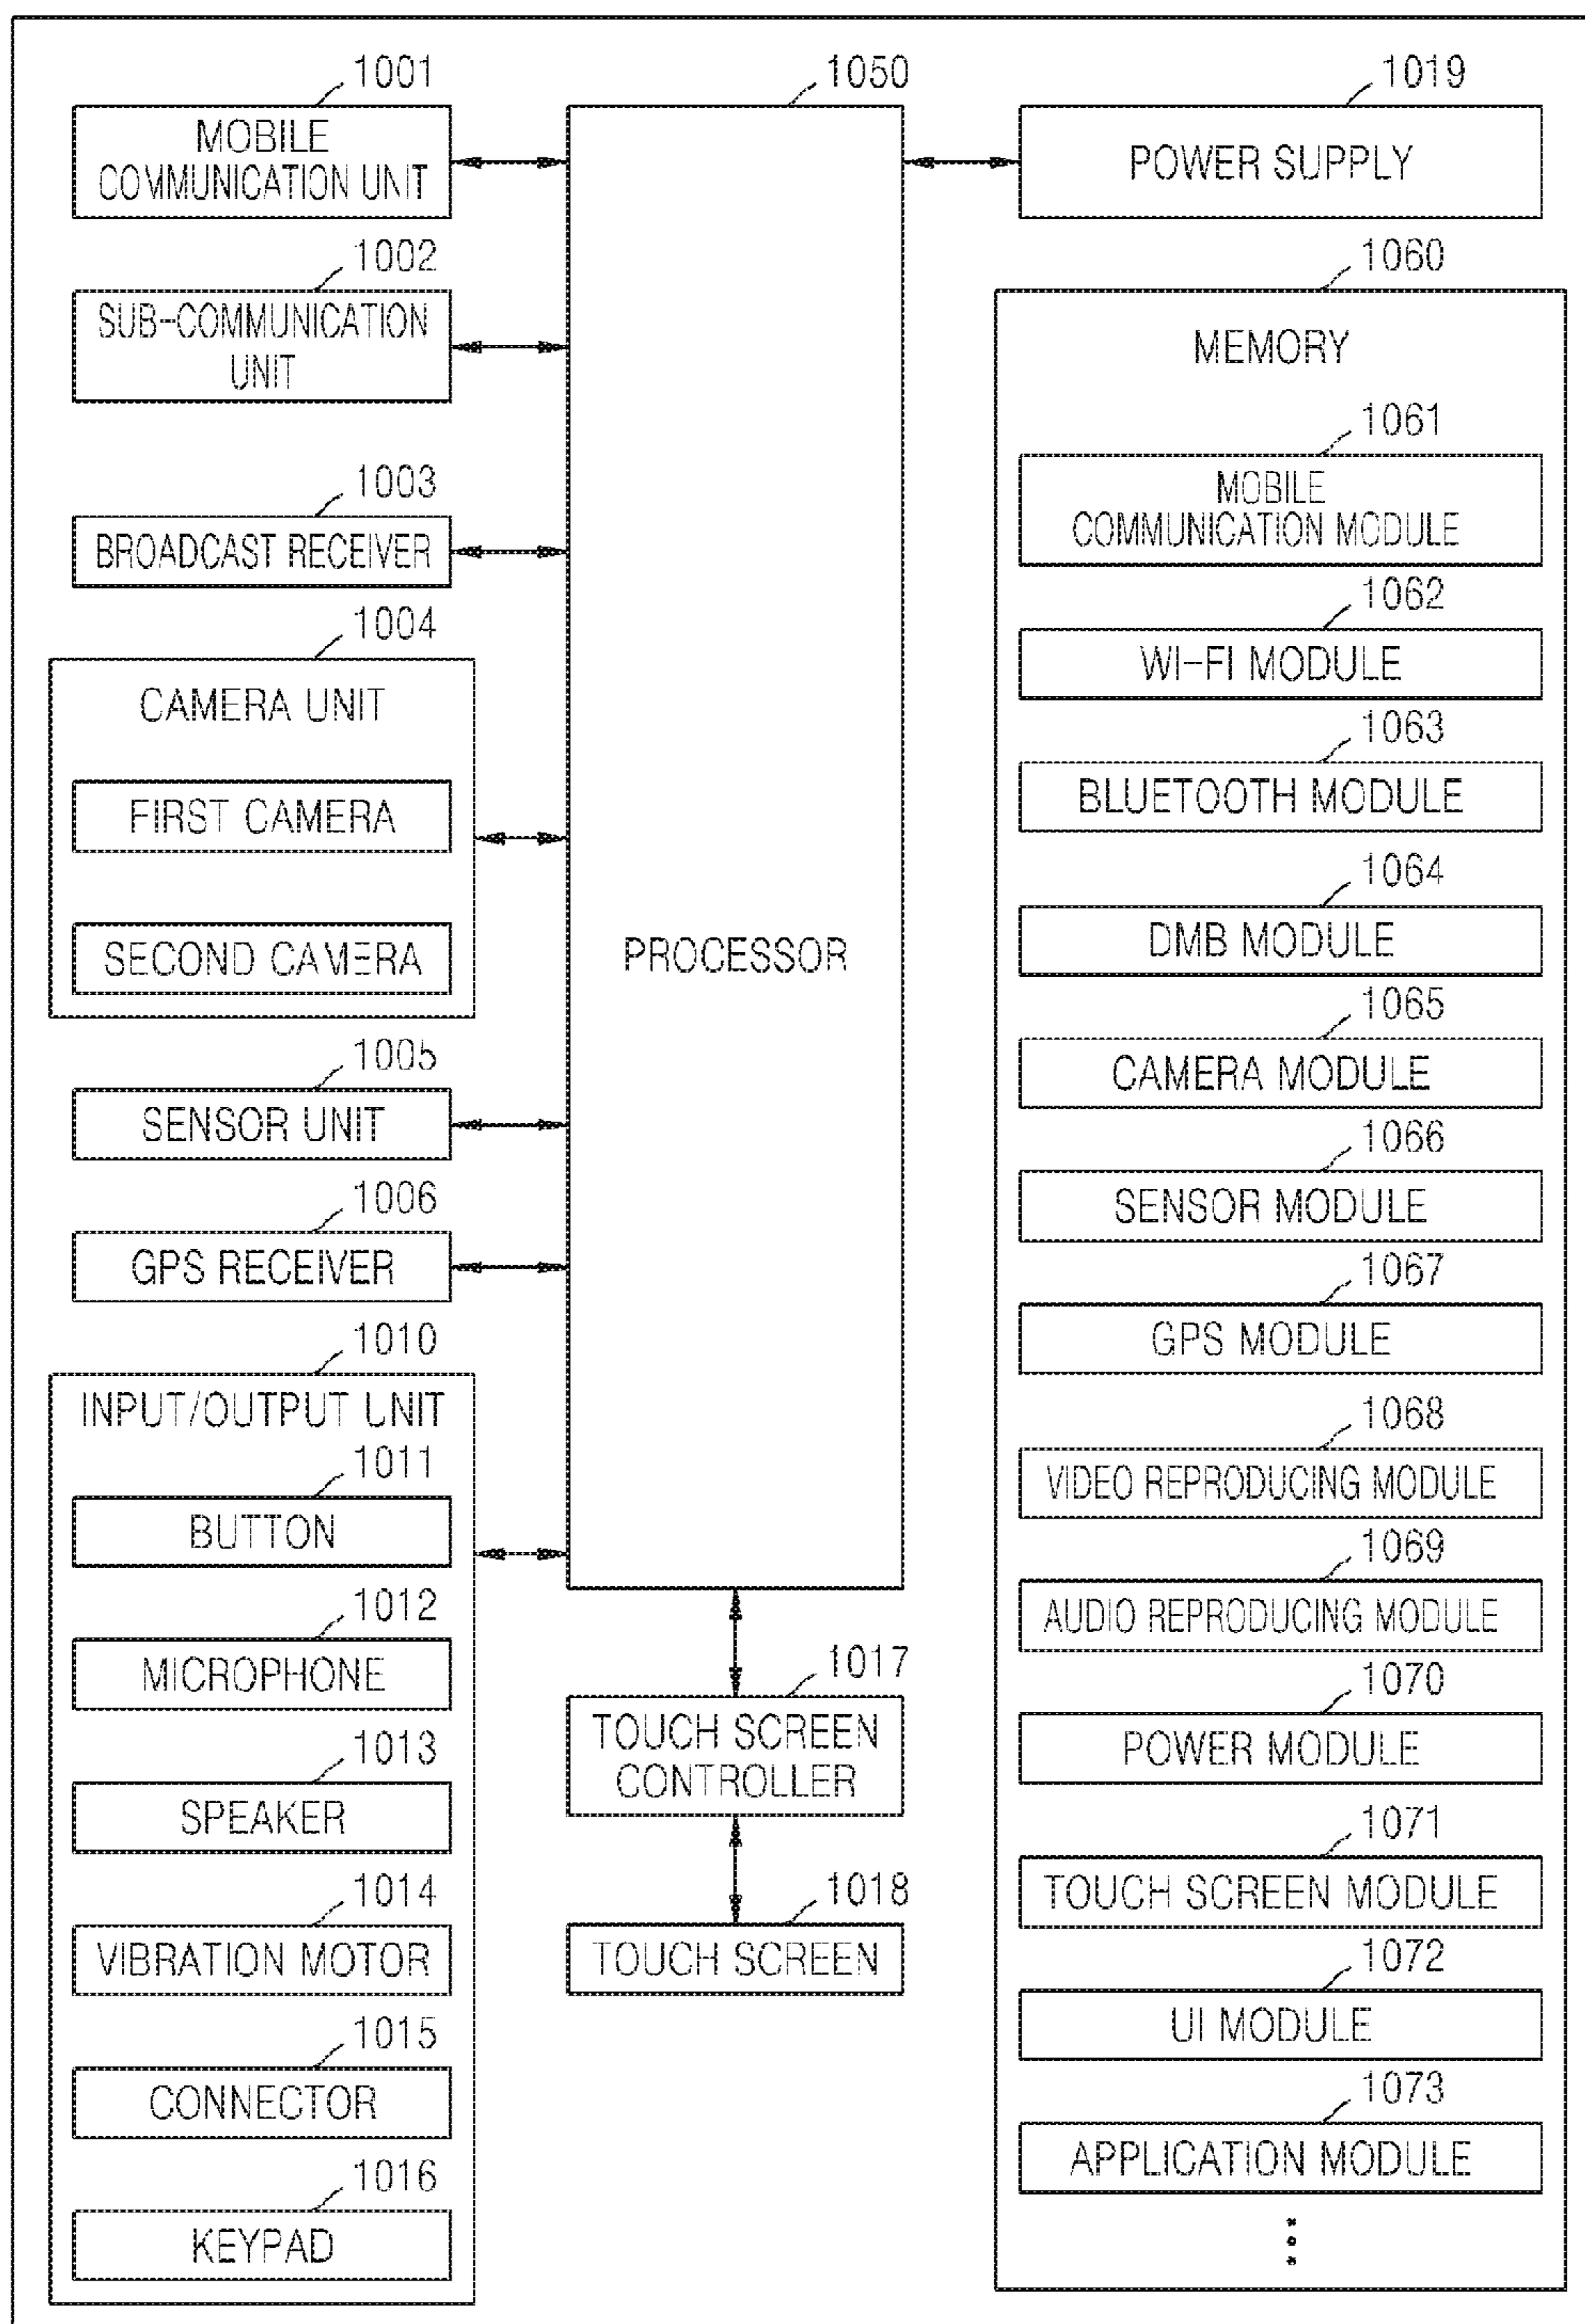 1001
MOBILE
COMMUNICATION UNIT
1002
SUB-COMMUNICATION
UNIT
1003
BROADCAST RECEIVER
1004
CAMERA UNIT
FIRST CAMERA
SECOND CAMERA
1005
SENSOR UNIT
1006
GPS RECEIVER
1010
INPUT/OUTPUT UNIT
1011
BUTTON
1012
MICROPHONE
1013
SPEAKER
1014
VIBRATION MOTOR
1015
CONNECTOR
1016
KEYPAD
1050
PROCESSOR
1017
TOUCH SCREEN
CONTROLLER
1018
TOUCH SCREEN
1019
POWER SUPPLY
1060
MEMORY
1061
MOBILE
COMMUNICATION MODULE
1062
WI-FI MODULE
1063
BLUETOOTH MODULE
1064
DMB MODULE
1065
CAMERA MODULE
1066
SENSOR MODULE
1067
GPS MODULE
1068
VIDEO REPRODUCING MODULE
1069
AUDIO REPRODUCING MODULE
1070
POWER MODULE
1071
TOUCH SCREEN MODULE
1072
UI MODULE
1073
APPLICATION MODULE